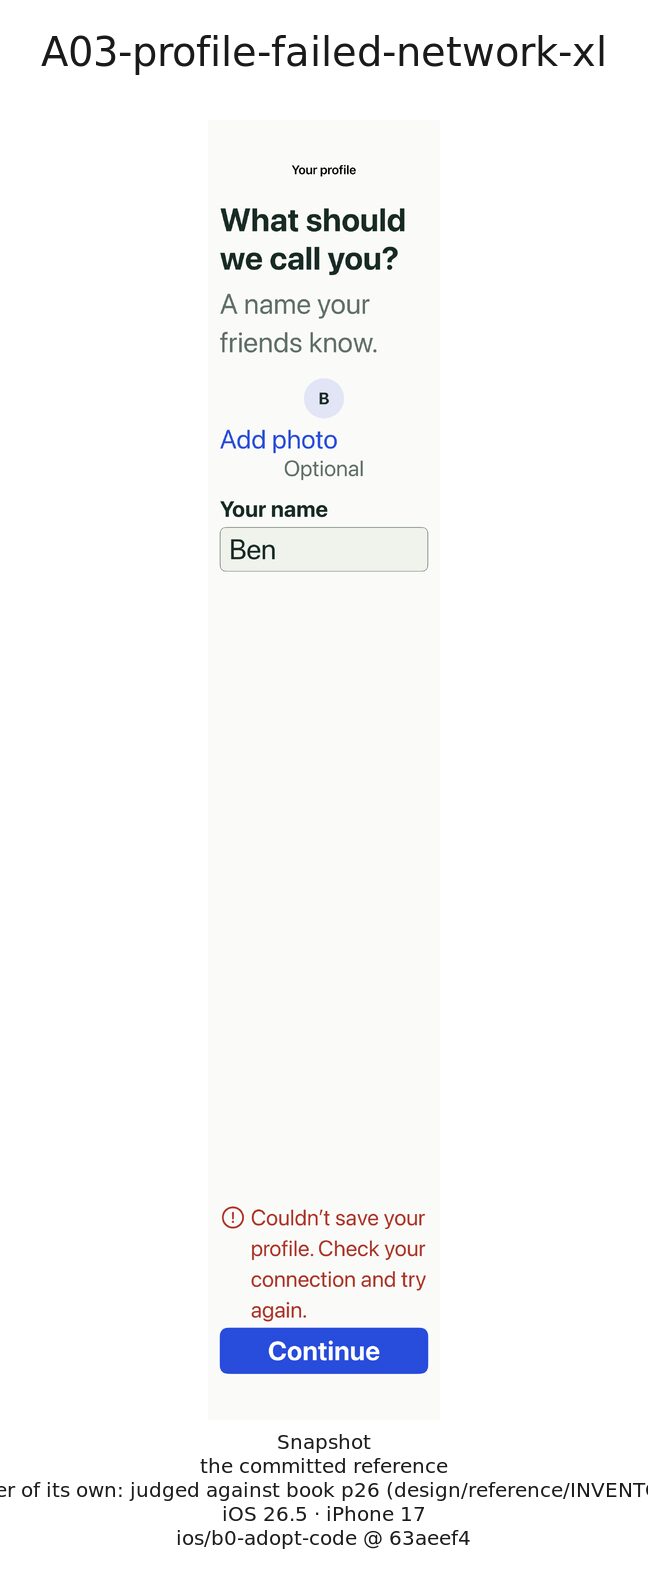 A03-profile-failed-network-xl
Your profile
What should
we call you?
A name your
friends know.
B
Add photo
Optional
Your name
Ben
Couldn’t save your
profile. Check your
connection and try
again.
Continue
Snapshot
the committed reference
of its own: judged against book p26 (design/reference/
iOS 26.5 · iPhone 17
ios/b0-adopt-code @ 63aeef4